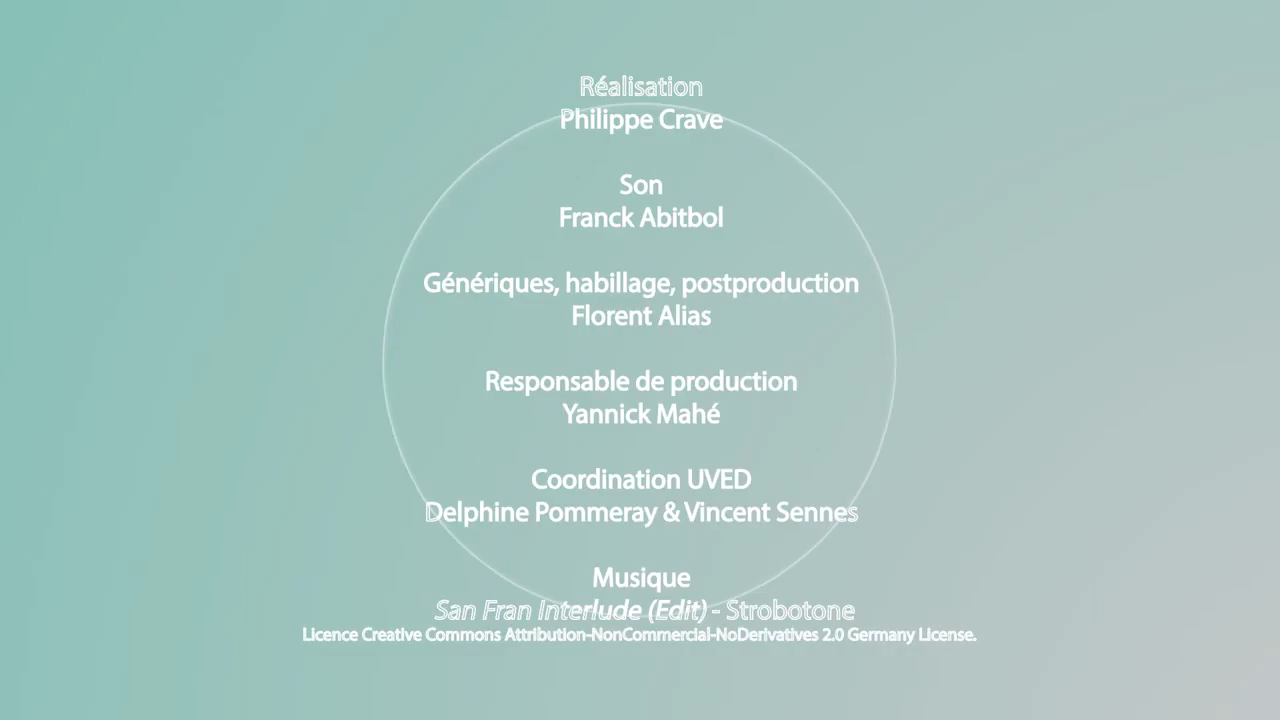 Réalisation
Philippe Crave
Son
Franck Abitbol
Génériques, habillage, postproduction
Florent Alias
Responsable de production
Yannick Mahé
Coordination UVED
Delphine Pommeray & Vincent Sennes
Musique
San Fran Interlude (Edit) - Strobotone
Licence Creative Commons Attribution-NonCommercial-NoDerivatives 2.0 Germany License.